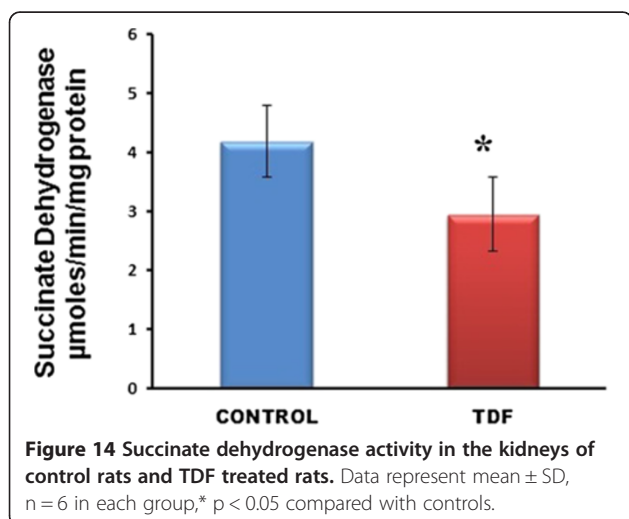 6
5
4
3
2
1
0
Succinate Dehydrogenase
µmoles/min/mgprotein
*
CONTROL
TDF
Figure 14 Succinate dehydrogenase activity in the kidneys of
control rats and TDF treated rats. Data represent mean ± SD,
n = 6 in each group,* p < 0.05 compared with controls.